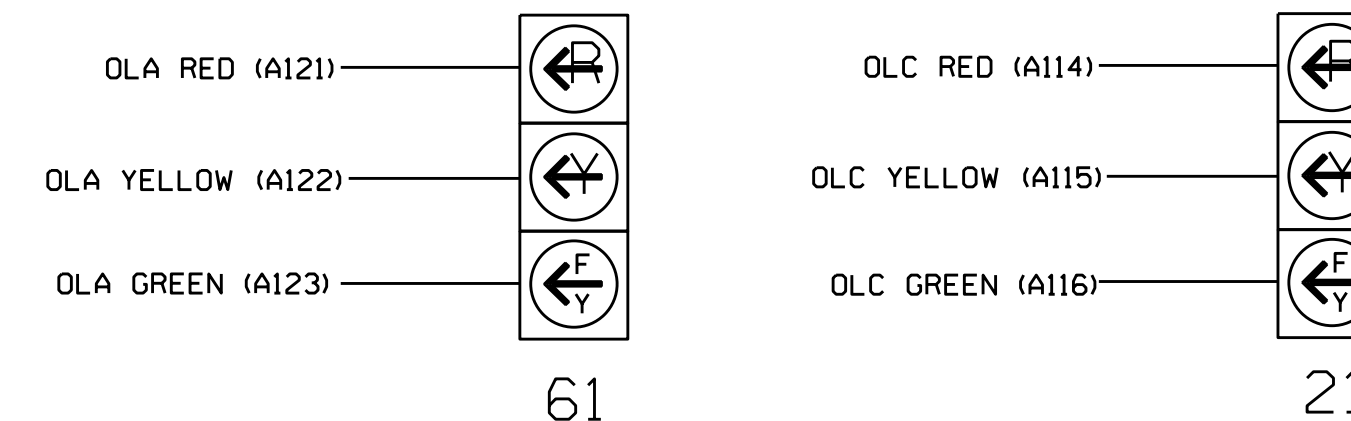 OLA RED (A121)
R
OLA YELLOW (A122)
Y
OLA GREEN (A123)
F
Y
61
OLC RED (A114)
OLC YELLOW (A115)
Y
OLC GREEN (A116)
F
Y
21